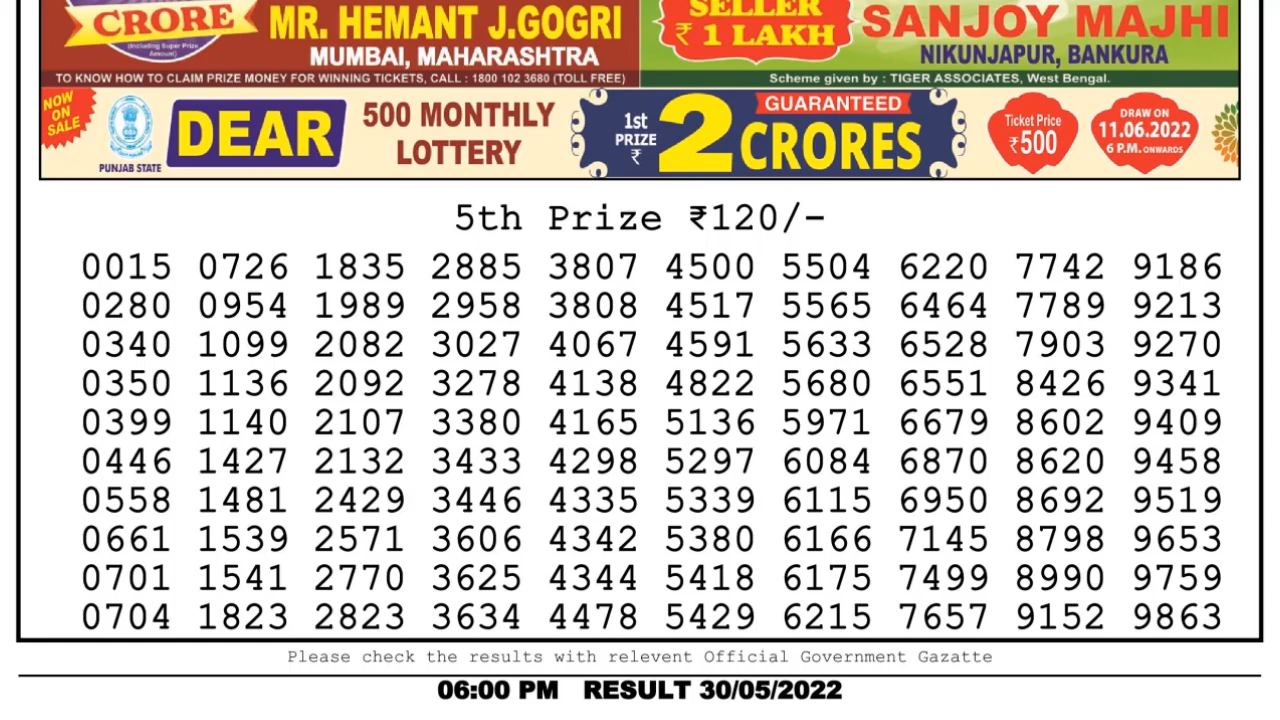 CRORE
(Including Super Prize Amount)
MR. HEMANT J.GOGRI
MUMBAI, MAHARASHTRA
SELLER
₹ 1 LAKH
SANJOY MAJHI
NIKUNJAPUR, BANKURA
TO KNOW HOW TO CLAIM PRIZE MONEY FOR WINNING TICKETS, CALL : 1800 102 3680 (TOLL FREE)
Scheme given by : TIGER ASSOCIATES, West Bengal.
NOW
ON
SALE
PUNJAB STATE
DEAR
500 MONTHLY
LOTTERY
1st
PRIZE
₹
2
GUARANTEED
CRORES
Ticket Price
₹500
DRAW ON
11.06.2022
6 P.M. ONWARDS
5th Prize ₹120/-
0015 0726 1835 2885 3807 4500 5504 6220 7742 9186
0280 0954 1989 2958 3808 4517 5565 6464 7789 9213
0340 1099 2082 3027 4067 4591 5633 6528 7903 9270
0350 1136 2092 3278 4138 4822 5680 6551 8426 9341
0399 1140 2107 3380 4165 5136 5971 6679 8602 9409
0446 1427 2132 3433 4298 5297 6084 6870 8620 9458
0558 1481 2429 3446 4335 5339 6115 6950 8692 9519
0661 1539 2571 3606 4342 5380 6166 7145 8798 9653
0701 1541 2770 3625 4344 5418 6175 7499 8990 9759
0704 1823 2823 3634 4478 5429 6215 7657 9152 9863
Please check the results with relevent Official Government Gazatte
06:00 PM RESULT 30/05/2022